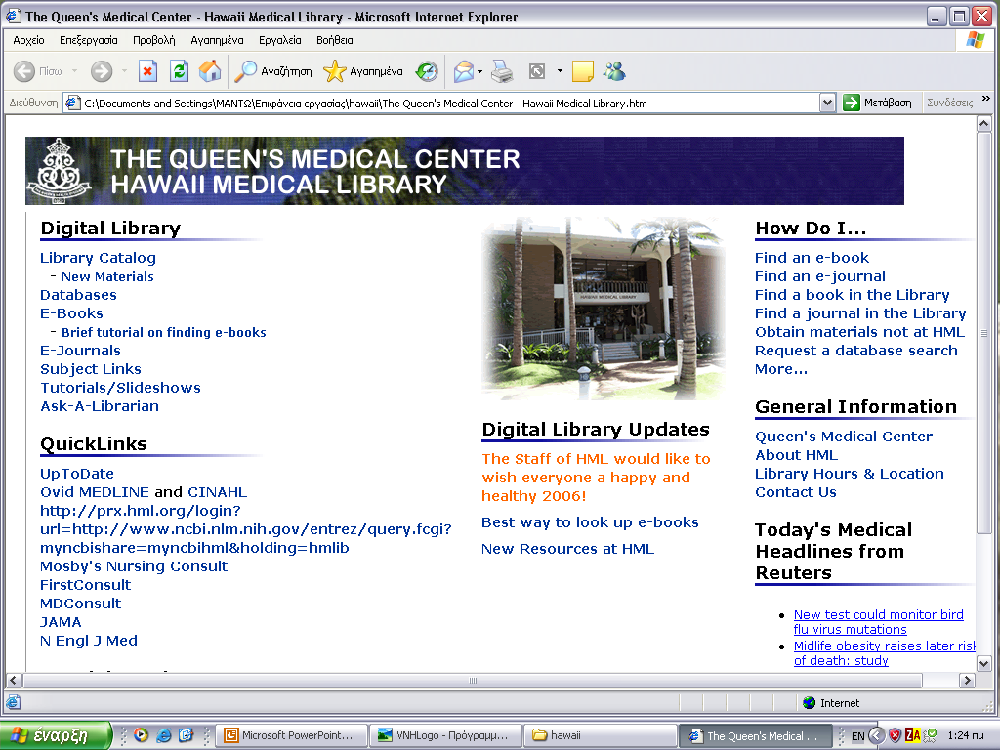 The Queen's Medical Center - Hawaii Medical Library - Microsoft Internet Explorer
Αρχείο Επεξεργασία Προβολή Αγαπημένα Εργαλεία Βοήθεια
Πίσω Αναζήτηση Αγαπημένα
Διεύθυνση C:\Documents and Settings\ΜΑΝΤΩ\Επιφάνεια εργασίας\hawaii\The Queen's Medical Center - Hawaii Medical Library.htm Μετάβαση Συνδέσεις »
THE QUEEN'S MEDICAL CENTER
HAWAII MEDICAL LIBRARY
Digital Library
Library Catalog
- New Materials
Databases
E-Books
- Brief tutorial on finding e-books
E-Journals
Subject Links
Tutorials/Slideshows
Ask-A-Librarian
QuickLinks
UpToDate
Ovid MEDLINE and CINAHL
http://prx.hml.org/login?
url=http://www.ncbi.nlm.nih.gov/entrez/query.fcgi?
myncbishare=myncbihml&holding=hmlib
Mosby's Nursing Consult
FirstConsult
MDConsult
JAMA
N Engl J Med
HAWAII MEDICAL LIBRARY
Digital Library Updates
The Staff of HML would like to
wish everyone a happy and
healthy 2006!
Best way to look up e-books
New Resources at HML
How Do I...
Find an e-book
Find an e-journal
Find a book in the Library
Find a journal in the Library
Obtain materials not at HML
Request a database search
More...
General Information
Queen's Medical Center
About HML
Library Hours & Location
Contact Us
Today's Medical
Headlines from
Reuters
• New test could monitor bird
flu virus mutations
• Midlife obesity raises later risk
of death: study
Internet
έναρξη Microsoft PowerPoint... VNHLogo - Πρόγραμμ... hawaii The Queen's Medical ... EN ZA 1:24 πμ